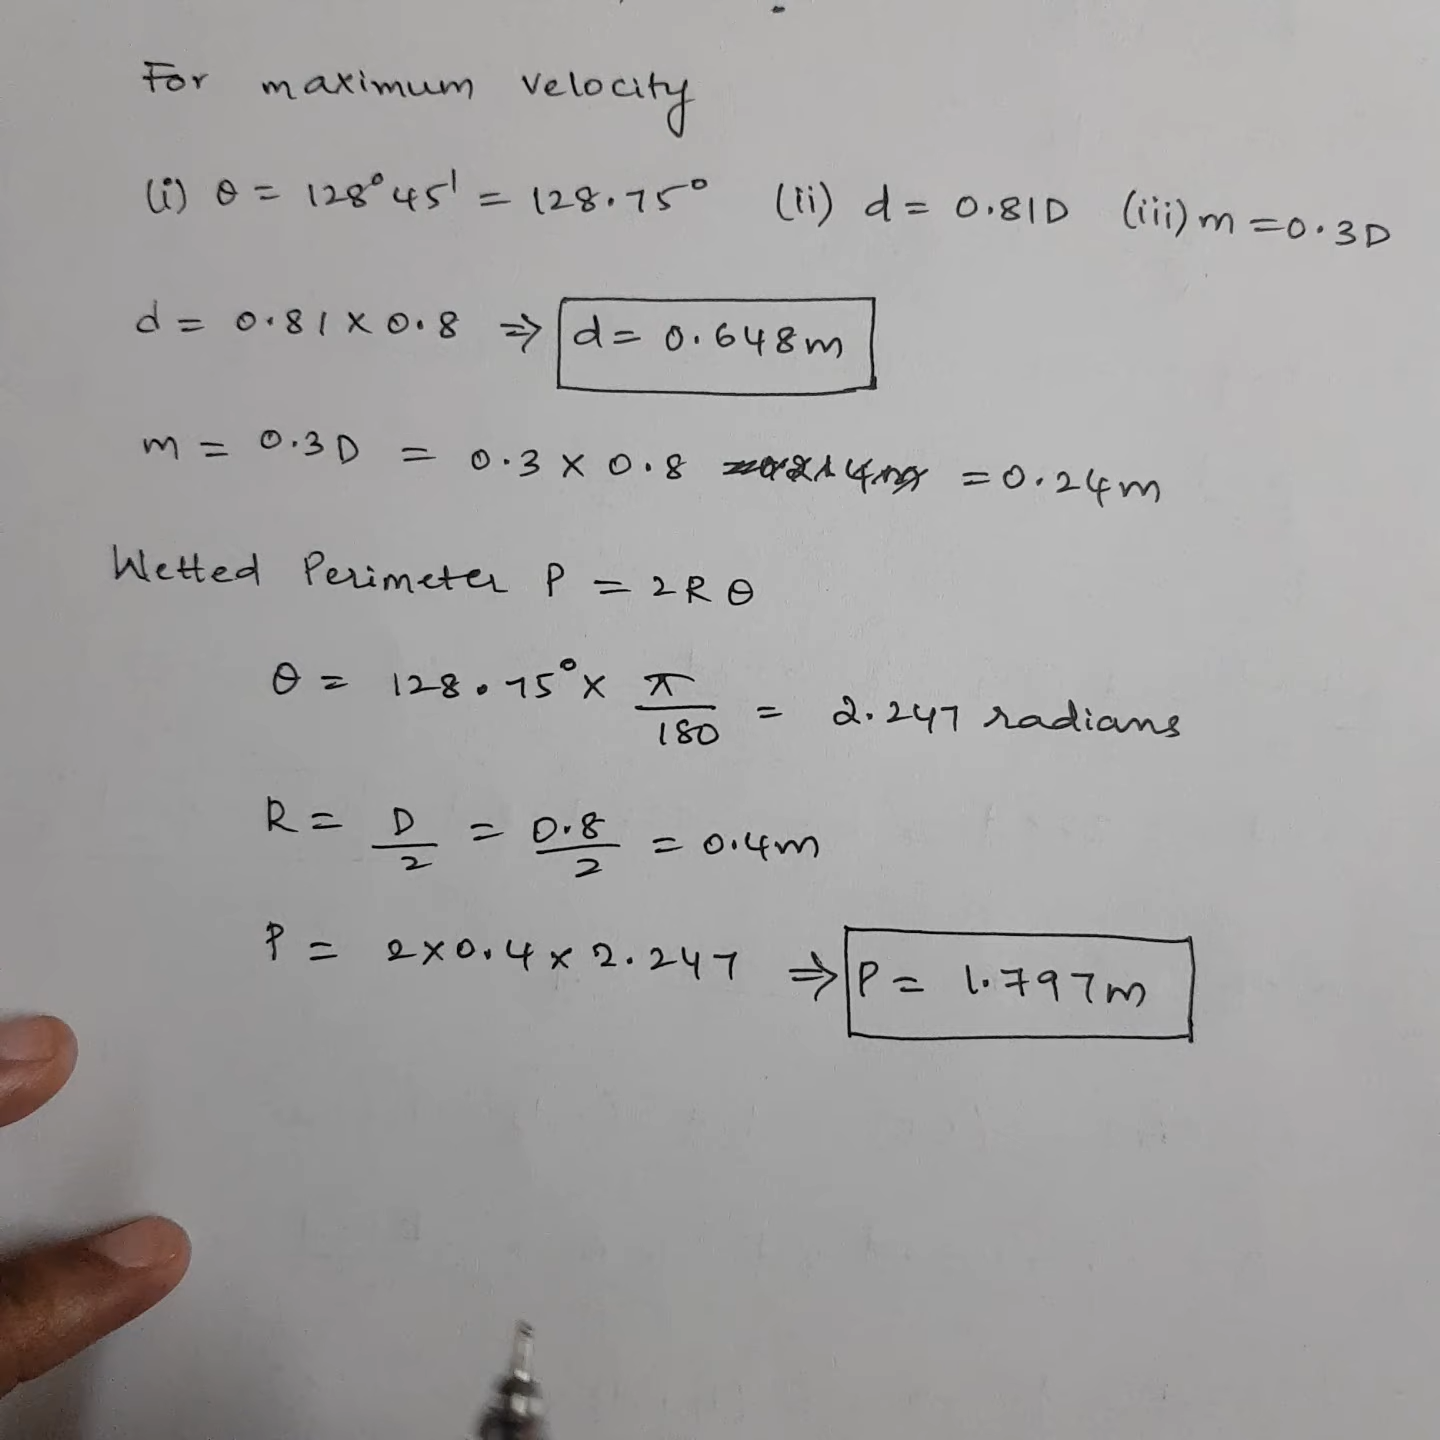 For maximum velocity
(i) θ = 128°45' = 128.75° (ii) d = 0.81D (iii) m = 0.3D
d = 0.81 × 0.8 ⇒ d = 0.648m
m = 0.3D = 0.3 × 0.8 = 0.24m
Wetted Perimeter P = 2Rθ
θ = 128.75° × π/180 = 2.247 radians
R = D/2 = 0.8/2 = 0.4m
P = 2×0.4×2.247 ⇒ P = 1.797m